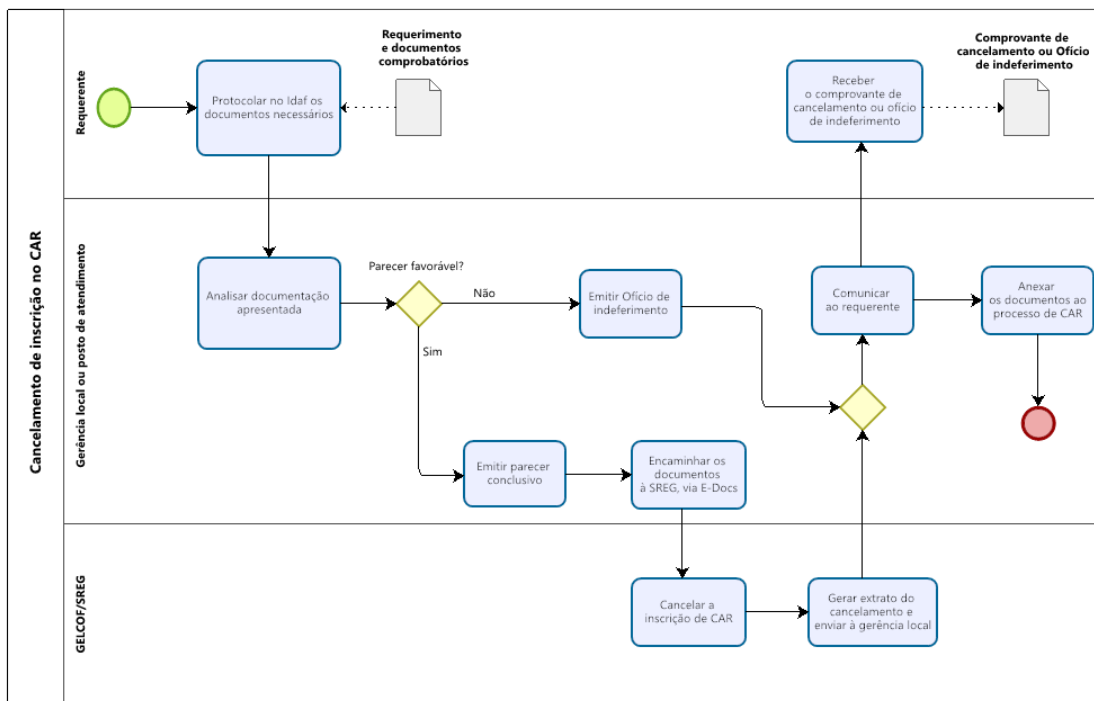 Cancelamento de inscrição no CAR
Requerente
Protocolar no Idaf os
documentos necessários
Requerimento
e documentos
comprobatórios
Receber
o comprovante de
cancelamento ou ofício
de indeferimento
Comprovante de
cancelamento ou Ofício
de indeferimento
Gerência local ou posto de atendimento
Analisar documentação
apresentada
Parecer favorável?
Não
Sim
Emitir Ofício de
indeferimento
Comunicar
ao requerente
Anexar
os documentos ao
processo de CAR
Emitir parecer
conclusivo
Encaminhar os
documentos
à SREG, via E-Docs
GELCOF/SREG
Cancelar a
inscrição de CAR
Gerar extrato do
cancelamento e
enviar à gerência local